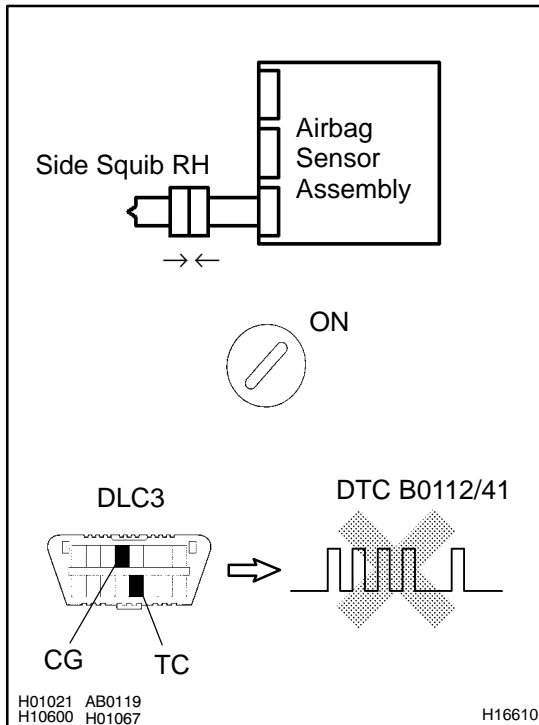 Side Squib RH
Airbag
Sensor
Assembly
ON
DLC3
DTC B0112/41
CG
TC
H01021 AB0119
H10600 H01067
H16610